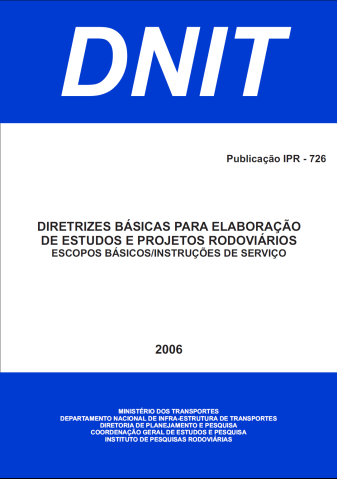 DNIT
Publicação IPR - 726
DIRETRIZES BÁSICAS PARA ELABORAÇÃO
DE ESTUDOS E PROJETOS RODOVIÁRIOS
ESCOPOS BÁSICOS/INSTRUÇÕES DE SERVIÇO
2006
MINISTÉRIO DOS TRANSPORTES
DEPARTAMENTO NACIONAL DE INFRA-ESTRUTURA DE TRANSPORTES
DIRETORIA DE PLANEJAMENTO E PESQUISA
COORDENAÇÃO GERAL DE ESTUDOS E PESQUISA
INSTITUTO DE PESQUISAS RODOVIÁRIAS